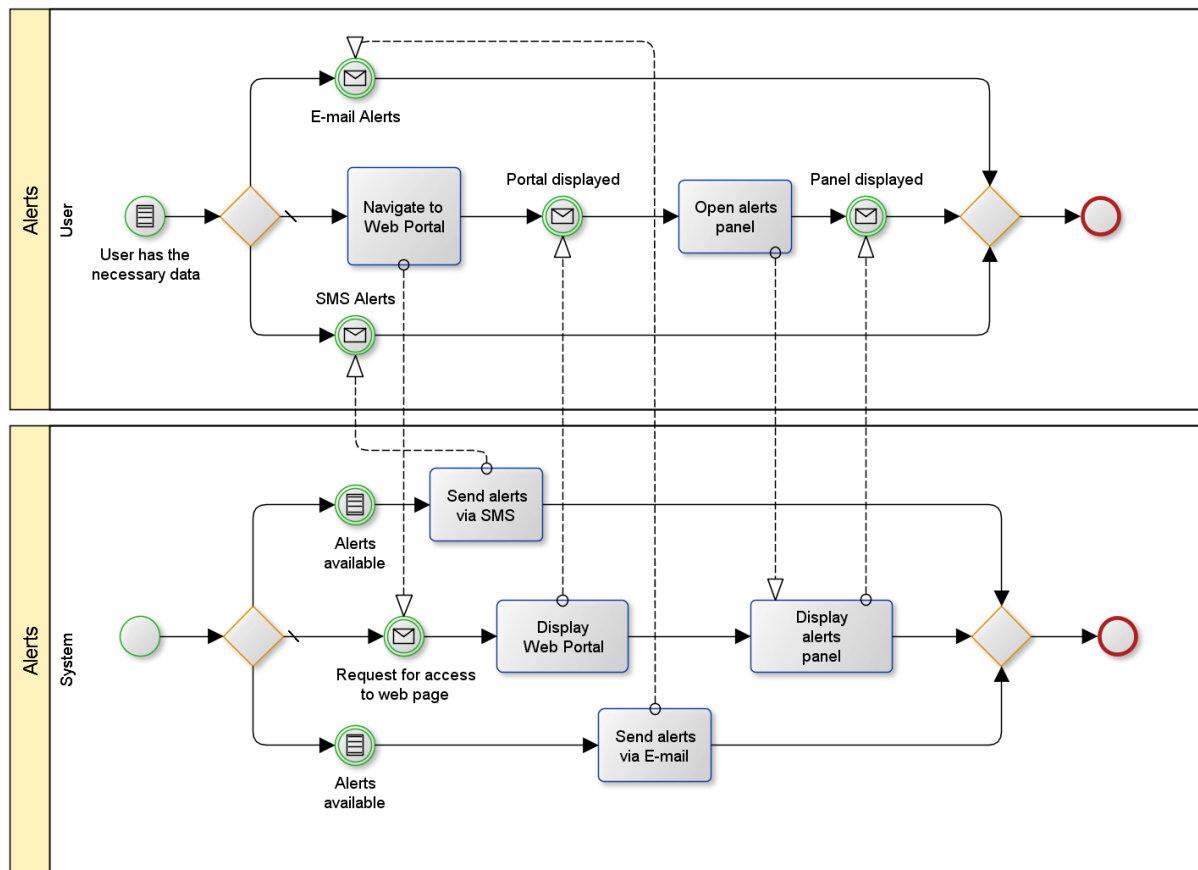 Alerts
User
E-mail Alerts
Navigate to
Web Portal
Portal displayed
Open alerts
panel
Panel displayed
User has the
necessary data
SMS Alerts
Alerts
System
Send alerts
via SMS
Alerts
available
Display
Web Portal
Display
alerts
panel
Request for access
to web page
Send alerts
via E-mail
Alerts
available